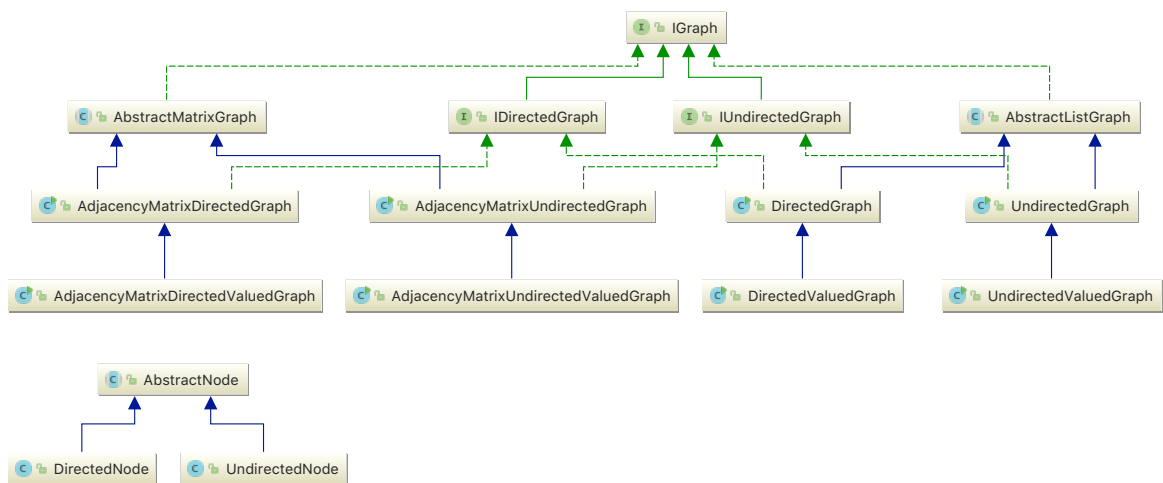 IGraph
AbstractMatrixGraph
IDirectedGraph
IUndirectedGraph
AbstractListGraph
AdjacencyMatrixDirectedGraph
AdjacencyMatrixUndirectedGraph
DirectedGraph
UndirectedGraph
AdjacencyMatrixDirectedValuedGraph
AdjacencyMatrixUndirectedValuedGraph
DirectedValuedGraph
UndirectedValuedGraph
AbstractNode
DirectedNode
UndirectedNode